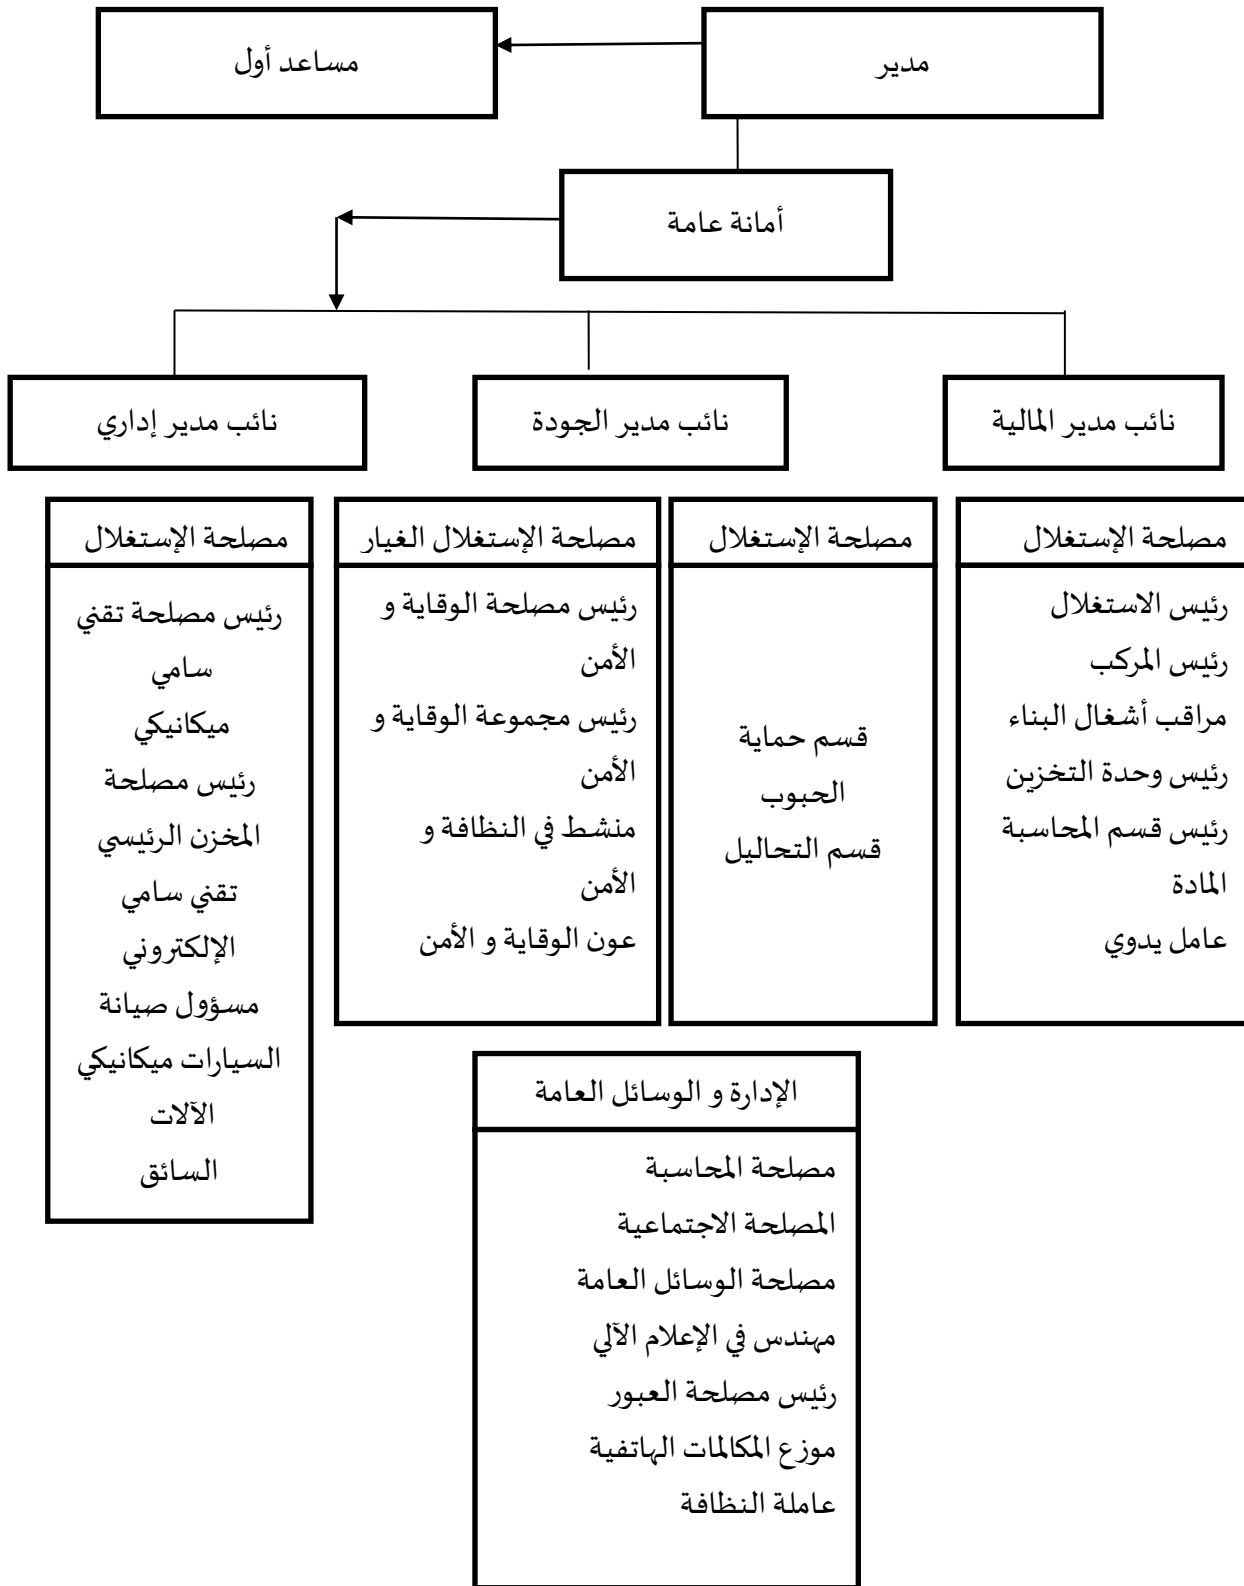 مدير
مساعد أول
أمانة عامة
نائب مدير المالية
نائب مدير الجودة
نائب مدير إداري
مصلحة الإستغلال
رئيس الاستغلال
رئيس المركب
مراقب أشغال البناء
رئيس وحدة التخزين
رئيس قسم المحاسبة
المادة
عامل يدوي
مصلحة الإستغلال
قسم حماية
الحبوب
قسم التحاليل
مصلحة الإستغلال الغيار
رئيس مصلحة الوقاية و
الأمن
رئيس مجموعة الوقاية و
الأمن
منشط في النظافة و
الأمن
عون الوقاية و الأمن
مصلحة الإستغلال
رئيس مصلحة تقني
سامي
ميكانيكي
رئيس مصلحة
المخزن الرئيسي
تقني سامي
الإلكتروني
مسؤول صيانة
السيارات ميكانيكي
الآلات
السائق
الإدارة و الوسائل العامة
مصلحة المحاسبة
المصلحة الاجتماعية
مصلحة الوسائل العامة
مهندس في الإعلام الآلي
رئيس مصلحة العبور
موزع المكالمات الهاتفية
عاملة النظافة